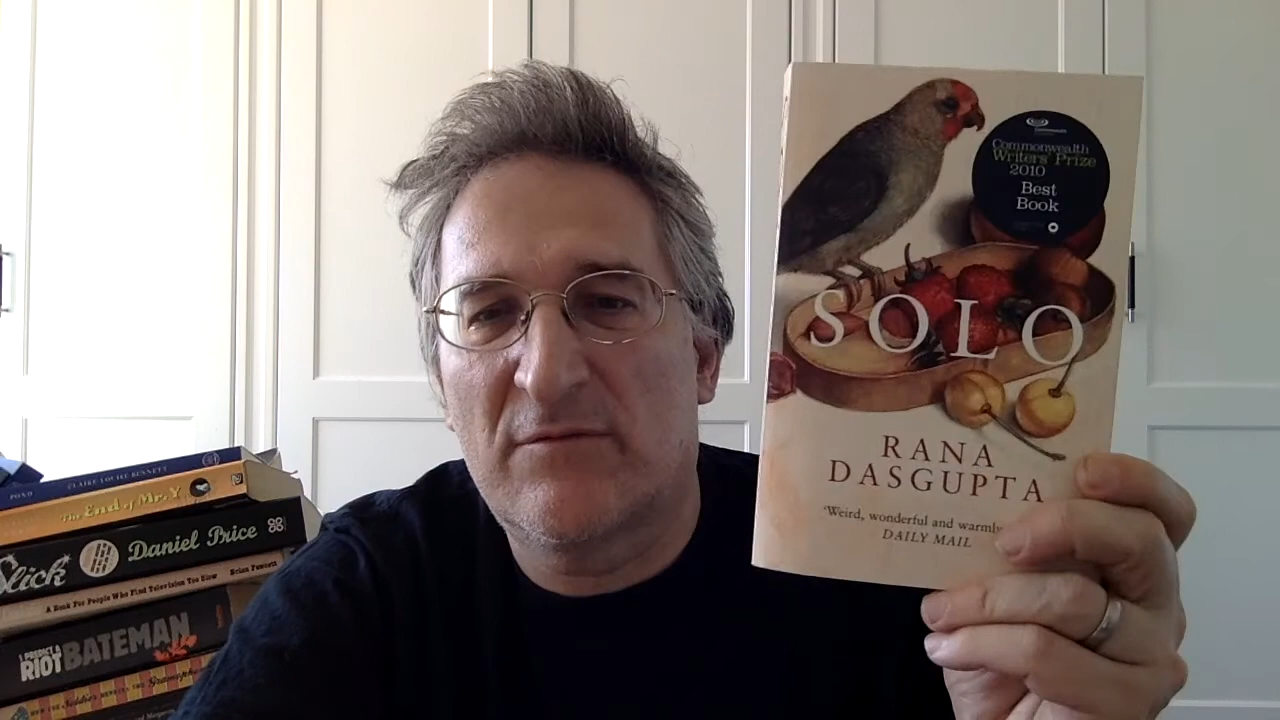 Commonwealth
Commonwealth
Writers' Prize
2010
Best
Book
SOLO
RANA
DASGUPTA
'Weird, wonderful and warmly
DAILY MAIL
POND CLAIRE-LOUISE BENNETT
The End of Mr. Y
Slick Daniel Price
A Book For People Who Find Television Too Slow Brian Fawcett
I PREDICT A
RIOT BATEMAN